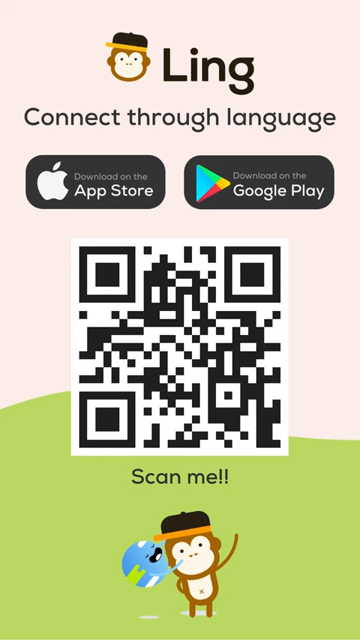 Ling
Connect through language
Download on the
App Store
Download on the
Google Play
Scan me!!